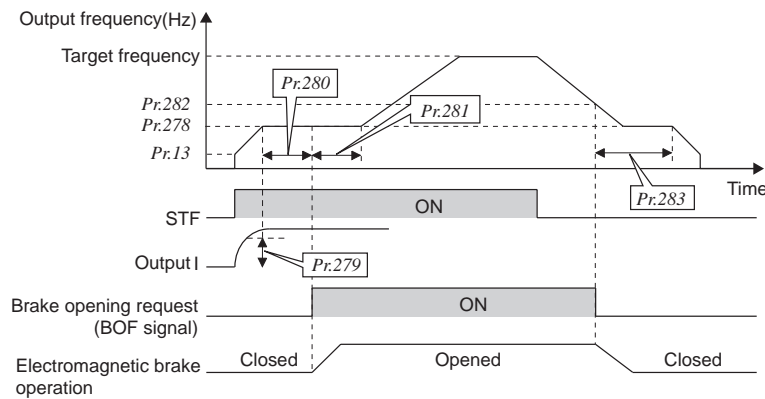 Output frequency(Hz)
Target frequency
Pr.280
Pr.282
Pr.281
Pr.278
Pr.13
Time
Pr.283
STF
ON
Output I
Pr.279
Brake opening request
(BOF signal)
ON
Electromagnetic brake
operation
Closed
Opened
Closed